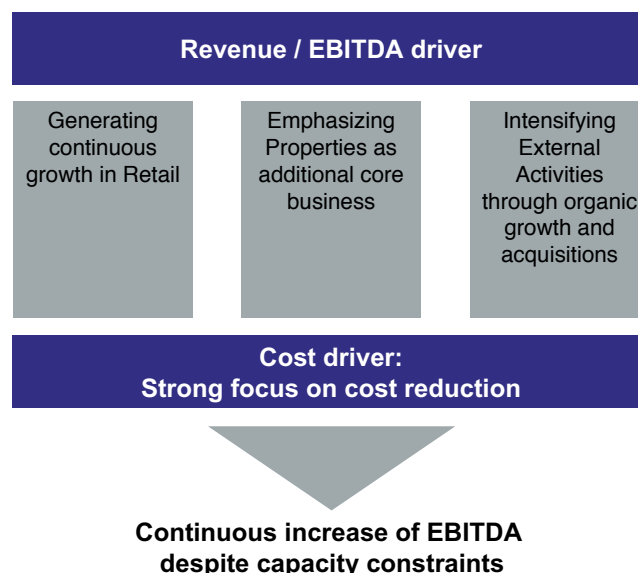 Revenue / EBITDA driver
Generating
continuous
growth in Retail
Emphasizing
Properties as
additional core
business
Intensifying
External
Activities
through organic
growth and
acquisitions
Cost driver:
Strong focus on cost reduction
Continuous increase of EBITDA
despite capacity constraints